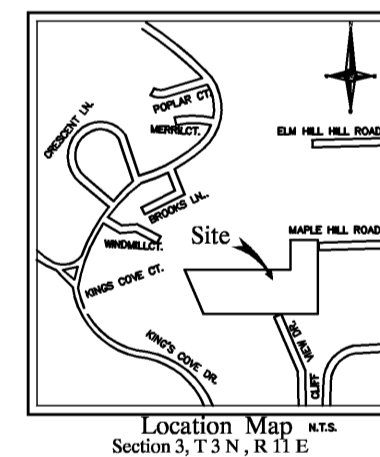 POPLAR CT.
CRESCENT LN.
MERRILCT.
ELM HILL HILL ROAD
BROOKS LN..
WINDMILLCT.
Site
MAPLE HILL ROAD
KINGS COVE CT.
KING'S COVE DR.
CLIFF VIEW DR.
Location Map N.T.S.
Section 3, T 3 N , R 11 E